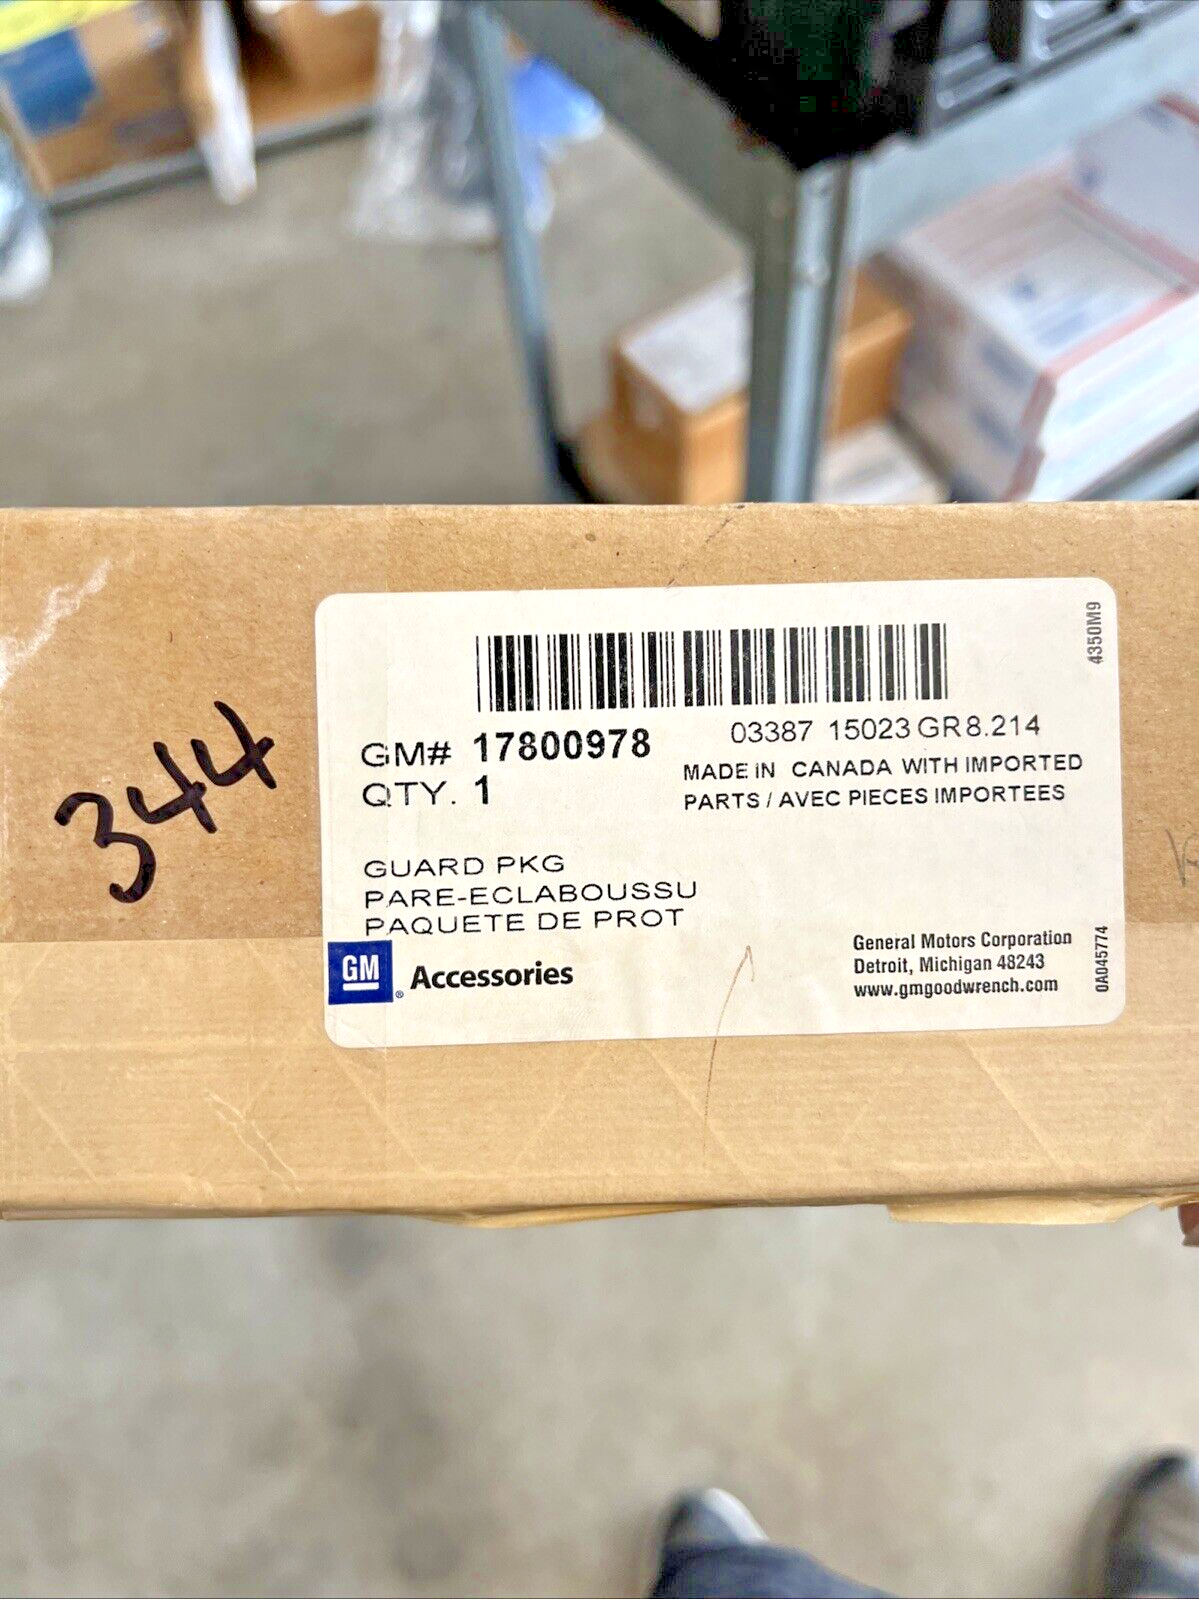 344
4350M9
GM# 17800978
03387 15023 GR8.214
QTY. 1
MADE IN CANADA WITH IMPORTED
PARTS / AVEC PIECES IMPORTEES
GUARD PKG
PARE-ECLABOUSSU
PAQUETE DE PROT
GM® Accessories
General Motors Corporation
Detroit, Michigan 48243
www.gmgoodwrench.com
0A045774